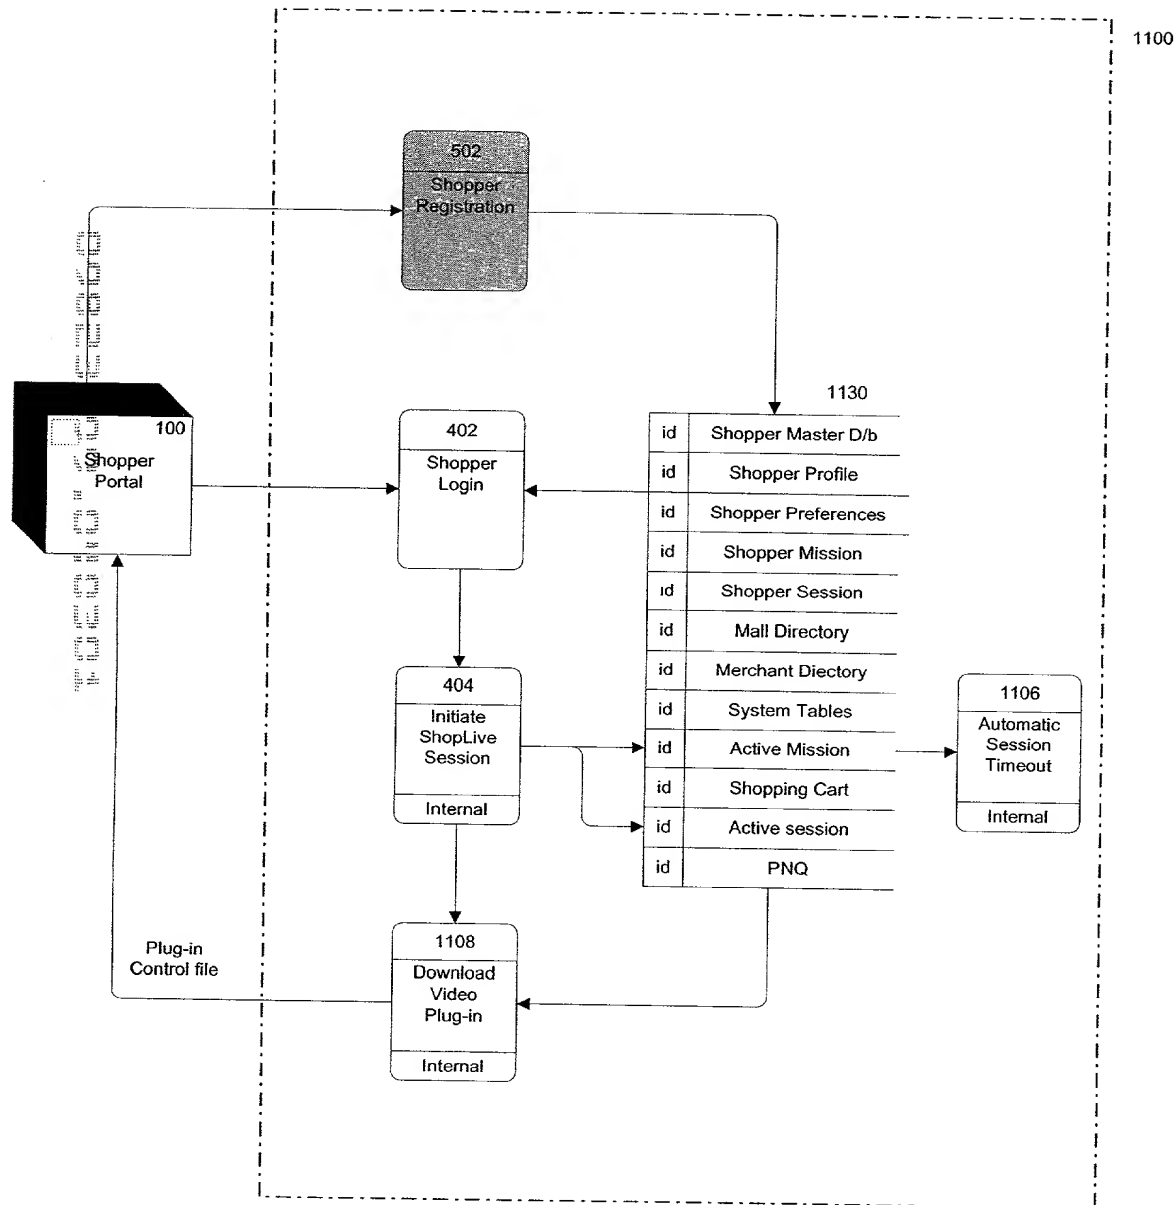 1100
502
Shopper
Registration
1130
100
Shopper
Portal
402
Shopper
Login
id Shopper Master D/b
id Shopper Profile
id Shopper Preferences
id Shopper Mission
id Shopper Session
id Mall Directory
id Merchant Diectory
id System Tables
id Active Mission
id Shopping Cart
id Active session
id PNQ
404
Initiate
ShopLive
Session
Internal
1106
Automatic
Session
Timeout
Internal
Plug-in
Control file
1108
Download
Video
Plug-in
Internal